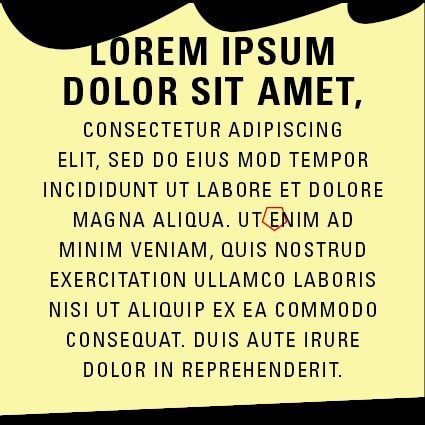 LOREM IPSUM
DOLOR SIT AMET,
CONSECTETUR ADIPISCING
ELIT, SED DO EIUS MOD TEMPOR
INCIDIDUNT UT LABORE ET DOLORE
MAGNA ALIQUA. UT ENIM AD
MINIM VENIAM, QUIS NOSTRUD
EXERCITATION ULLAMCO LABORIS
NISI UT ALIQUIP EX EA COMMODO
CONSEQUAT. DUIS AUTE IRURE
DOLOR IN REPREHENDERIT.